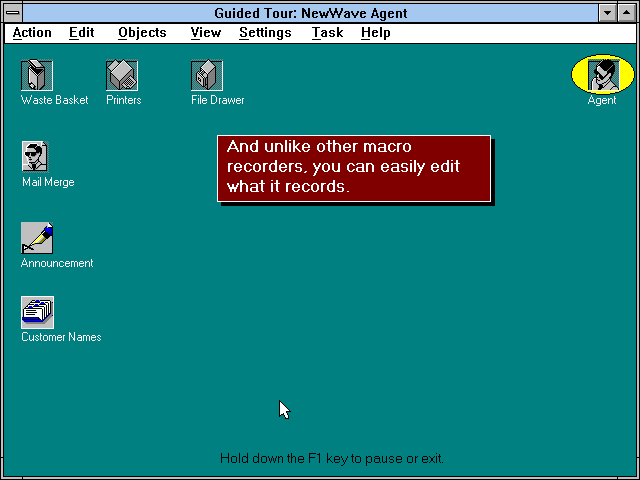 Guided Tour: NewWave Agent
Action Edit Objects View Settings Task Help
Waste Basket Printers File Drawer Agent
And unlike other macro
recorders, you can easily edit
what it records.
Mail Merge
Announcement
Customer Names
Hold down the F1 key to pause or exit.